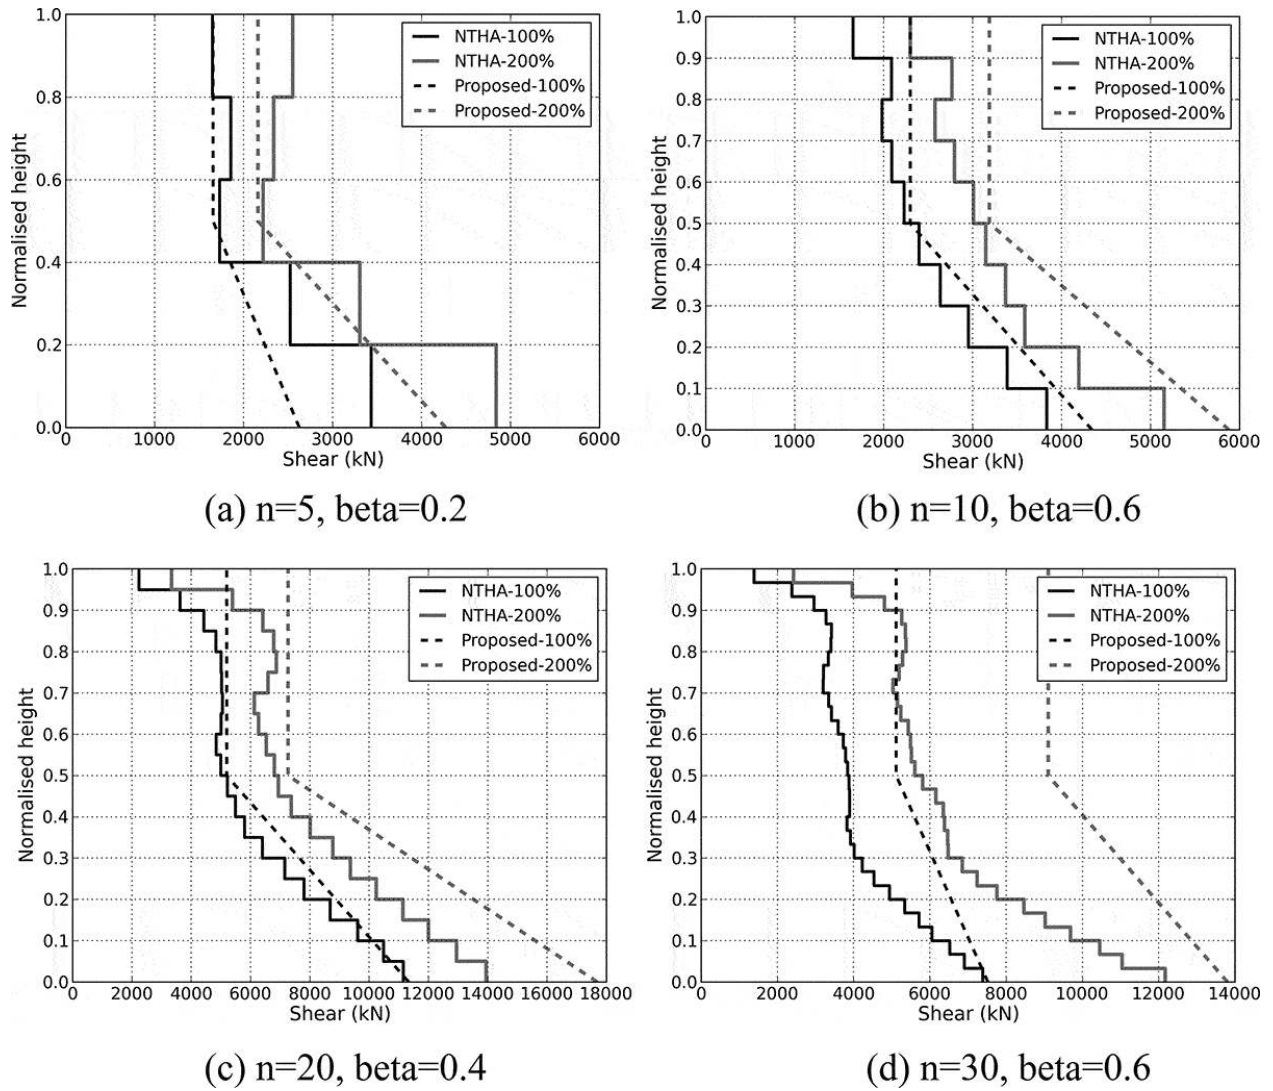 1.0
0.8
0.6
0.4
0.2
0.0
Normalised height
0
1000
2000
3000
4000
5000
6000
Shear (kN)
NTHA-100%
NTHA-200%
Proposed-100%
Proposed-200%
(a) n=5, beta=0.2
1.0
0.9
0.8
0.7
0.6
0.5
0.4
0.3
0.2
0.1
0.0
Normalised height
0
1000
2000
3000
4000
5000
6000
Shear (kN)
NTHA-100%
NTHA-200%
Proposed-100%
Proposed-200%
(b) n=10, beta=0.6
1.0
0.9
0.8
0.7
0.6
0.5
0.4
0.3
0.2
0.1
0.0
Normalised height
0
2000
4000
6000
8000
10000
12000
14000
16000
18000
Shear (kN)
NTHA-100%
NTHA-200%
Proposed-100%
Proposed-200%
(c) n=20, beta=0.4
1.0
0.9
0.8
0.7
0.6
0.5
0.4
0.3
0.2
0.1
0.0
Normalised height
0
2000
4000
6000
8000
10000
12000
14000
Shear (kN)
NTHA-100%
NTHA-200%
Proposed-100%
Proposed-200%
(d) n=30, beta=0.6